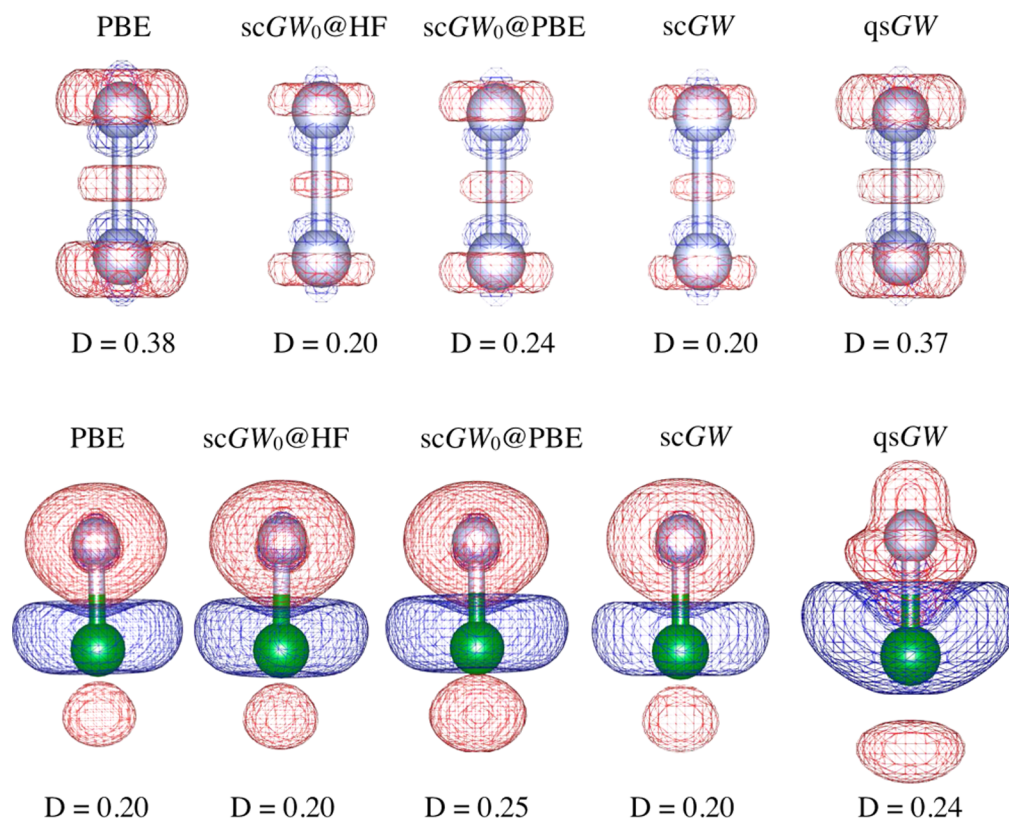 PBE scGW₀@HF scGW₀@PBE scGW qsGW
D = 0.38 D = 0.20 D = 0.24 D = 0.20 D = 0.37
PBE scGW₀@HF scGW₀@PBE scGW qsGW
D = 0.20 D = 0.20 D = 0.25 D = 0.20 D = 0.24